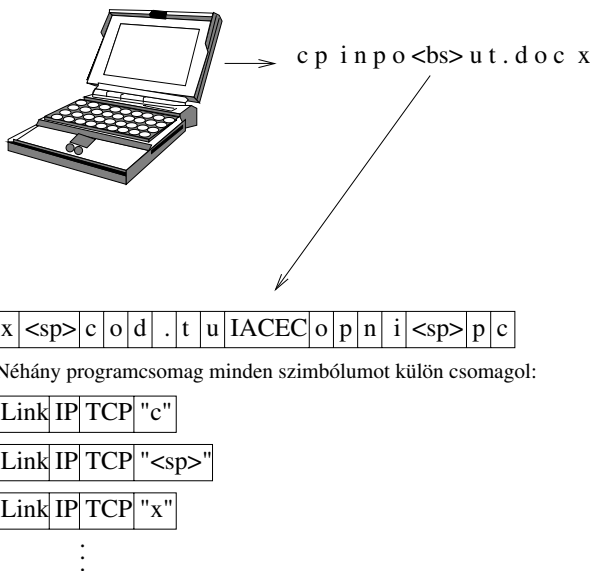 c p i n p o <bs> u t . d o c x
x <sp> c o d . t u IACEC o p n i <sp> p c
Néhány programcsomag minden szimbólumot külön csomagol:
Link IP TCP "c"
Link IP TCP "<sp>"
Link IP TCP "x"